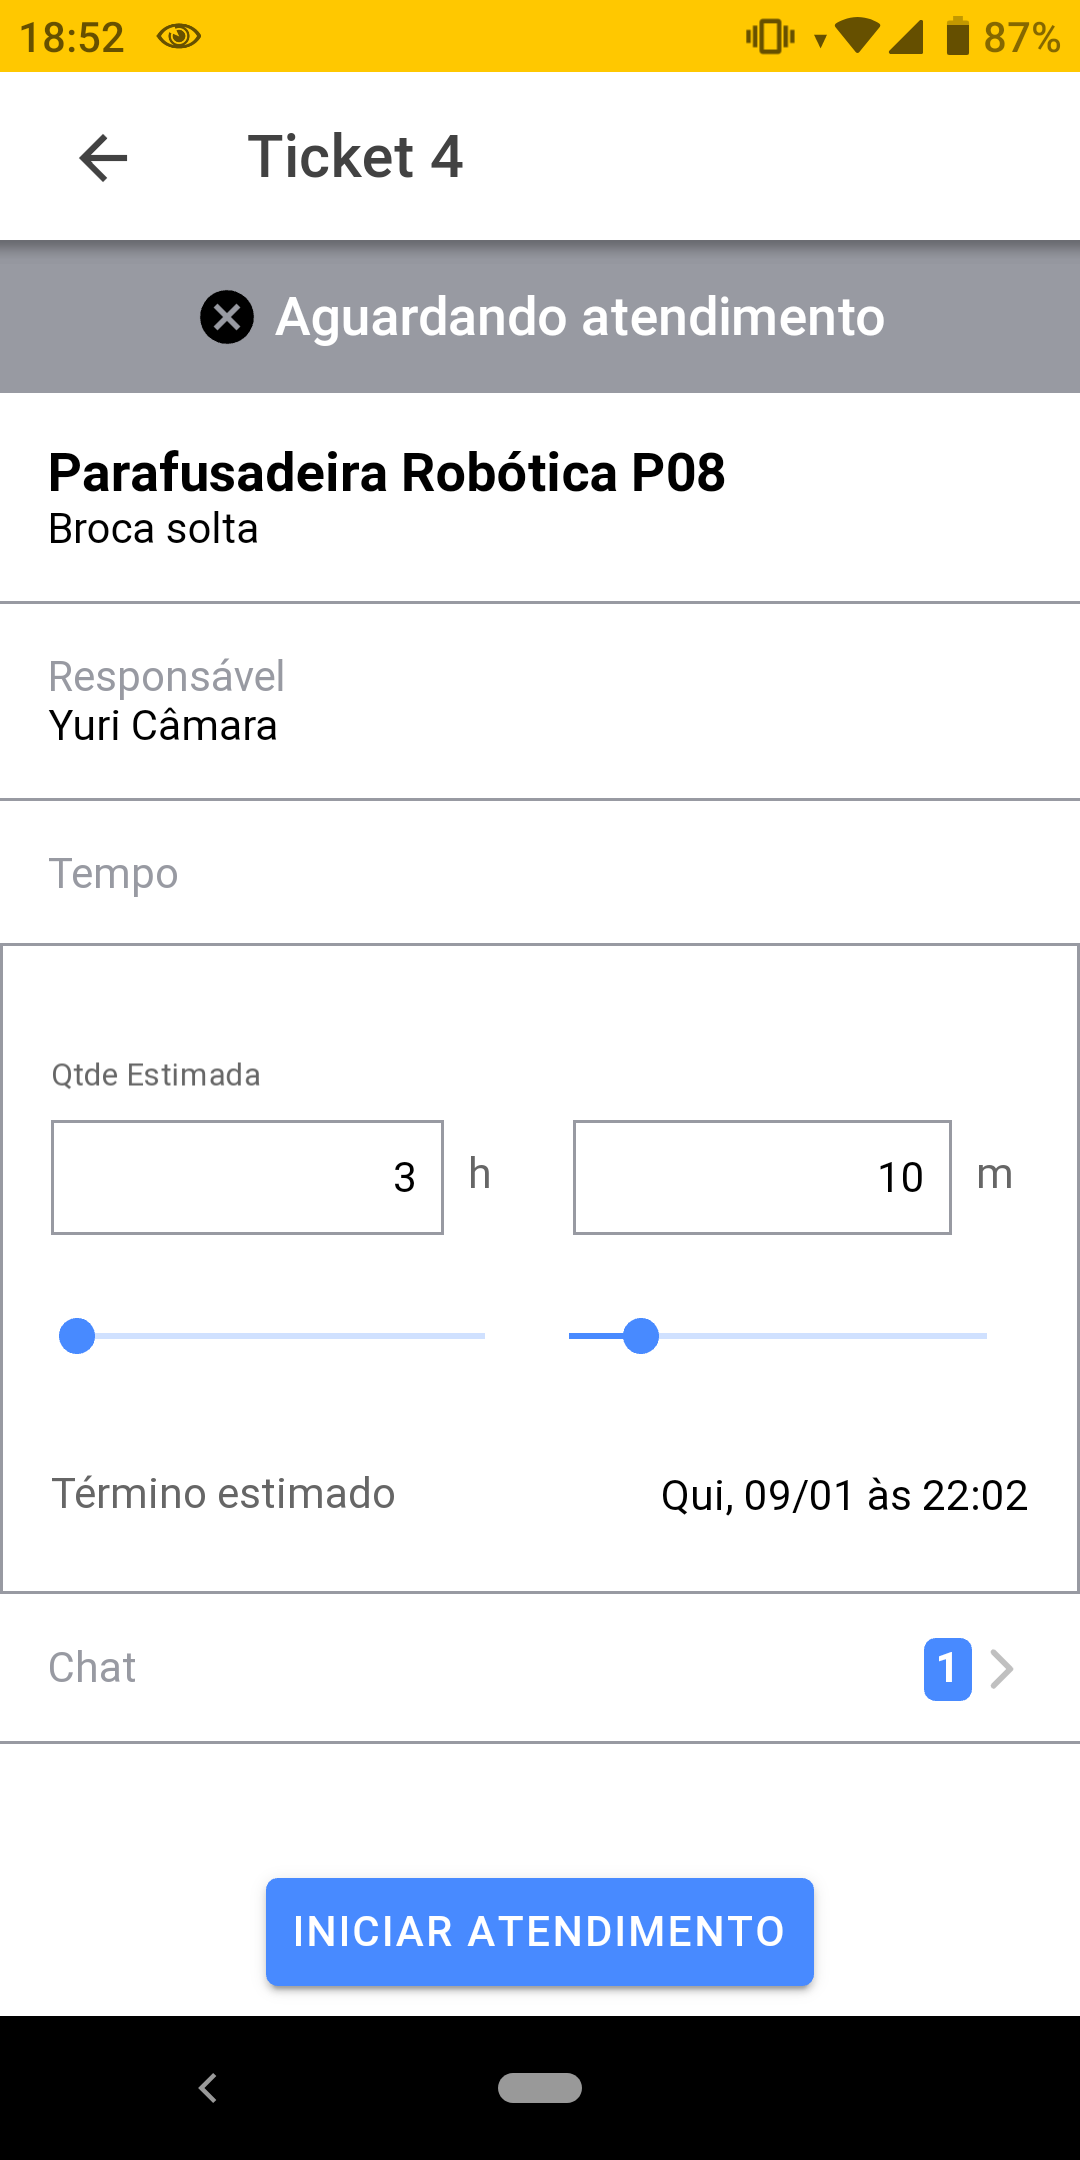 18:52
87%
Ticket 4
Aguardando atendimento
Parafusadeira Robótica P08
Broca solta
Responsável
Yuri Câmara
Tempo
Qtde Estimada
3 h 10 m
Término estimado Qui, 09/01 às 22:02
Chat 1
INICIAR ATENDIMENTO